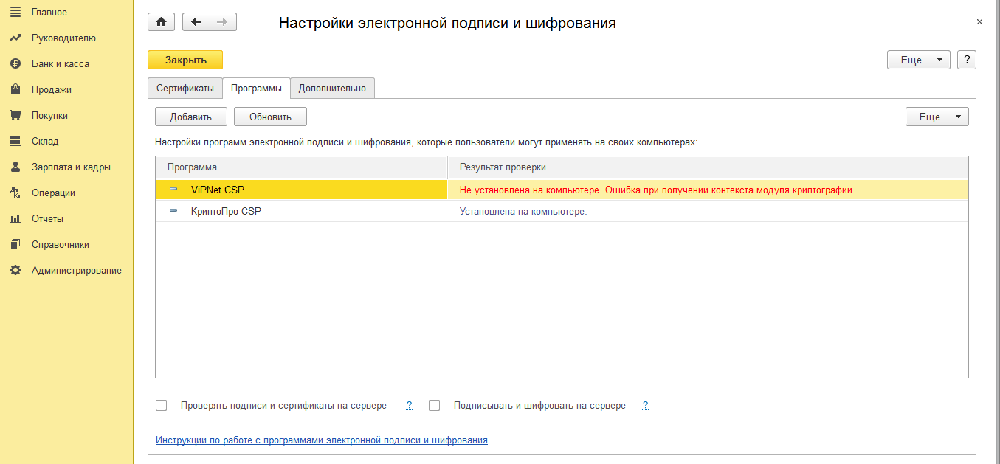 Главное
Руководителю
Банк и касса
Продажи
Покупки
Склад
Зарплата и кадры
Операции
Отчеты
Справочники
Администрирование
Настройки электронной подписи и шифрования
Закрыть
Еще
?
Сертификаты Программы Дополнительно
Добавить Обновить
Еще
Настройки программ электронной подписи и шифрования, которые пользователи могут применять на своих компьютерах:
Программа Результат проверки
ViPNet CSP Не установлена на компьютере. Ошибка при получении контекста модуля криптографии.
КриптоПро CSP Установлена на компьютере.
Проверять подписи и сертификаты на сервере ? Подписывать и шифровать на сервере ?
Инструкции по работе с программами электронной подписи и шифрования